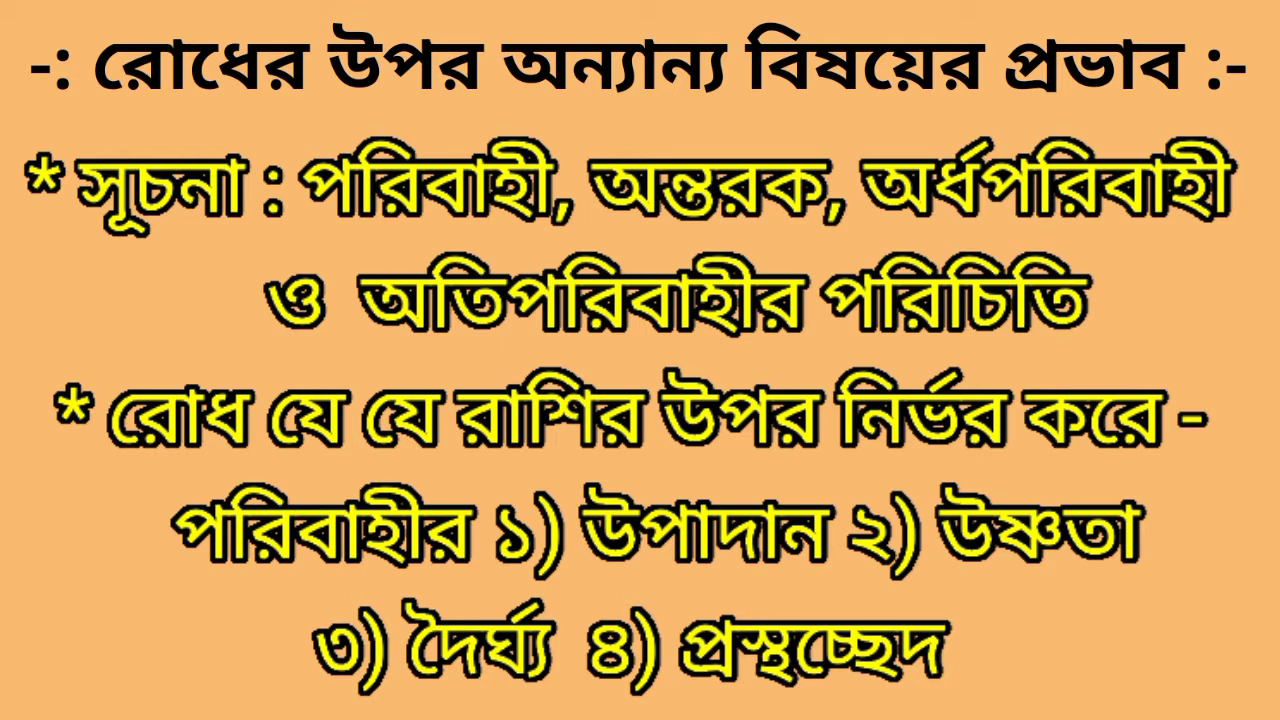 -: রোধের উপর অন্যান্য বিষয়ের প্রভাব :-
* সূচনা : পরিবাহী, অন্তরক, অর্ধপরিবাহী
ও অতিপরিবাহীর পরিচিতি
* রোধ যে যে রাশির উপর নির্ভর করে -
পরিবাহীর ১) উপাদান ২) উষ্ণতা
৩) দৈর্ঘ্য ৪) প্রস্থচ্ছেদ